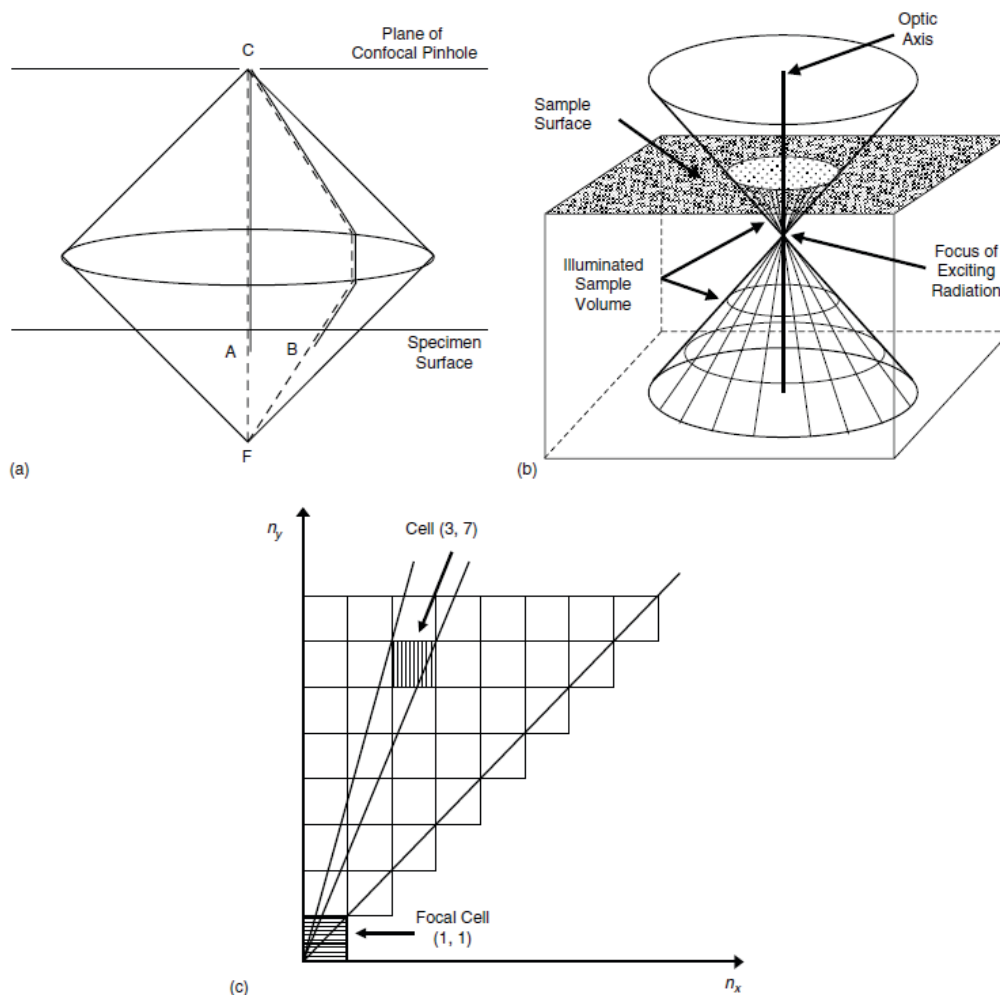 Plane of
Confocal Pinhole
C
A
B
Specimen
Surface
F
(a)
Optic
Axis
Sample
Surface
Illuminated
Sample
Volume
Focus of
Exciting
Radiation
(b)
n_y
Cell (3, 7)
Focal Cell
(1, 1)
n_x
(c)